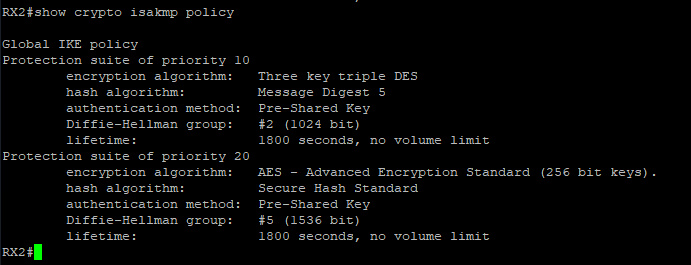 RX2#show crypto isakmp policy
Global IKE policy
Protection suite of priority 10
encryption algorithm: Three key triple DES
hash algorithm: Message Digest 5
authentication method: Pre-Shared Key
Diffie-Hellman group: #2 (1024 bit)
lifetime: 1800 seconds, no volume limit
Protection suite of priority 20
encryption algorithm: AES - Advanced Encryption Standard (256 bit keys).
hash algorithm: Secure Hash Standard
authentication method: Pre-Shared Key
Diffie-Hellman group: #5 (1536 bit)
lifetime: 1800 seconds, no volume limit
RX2#